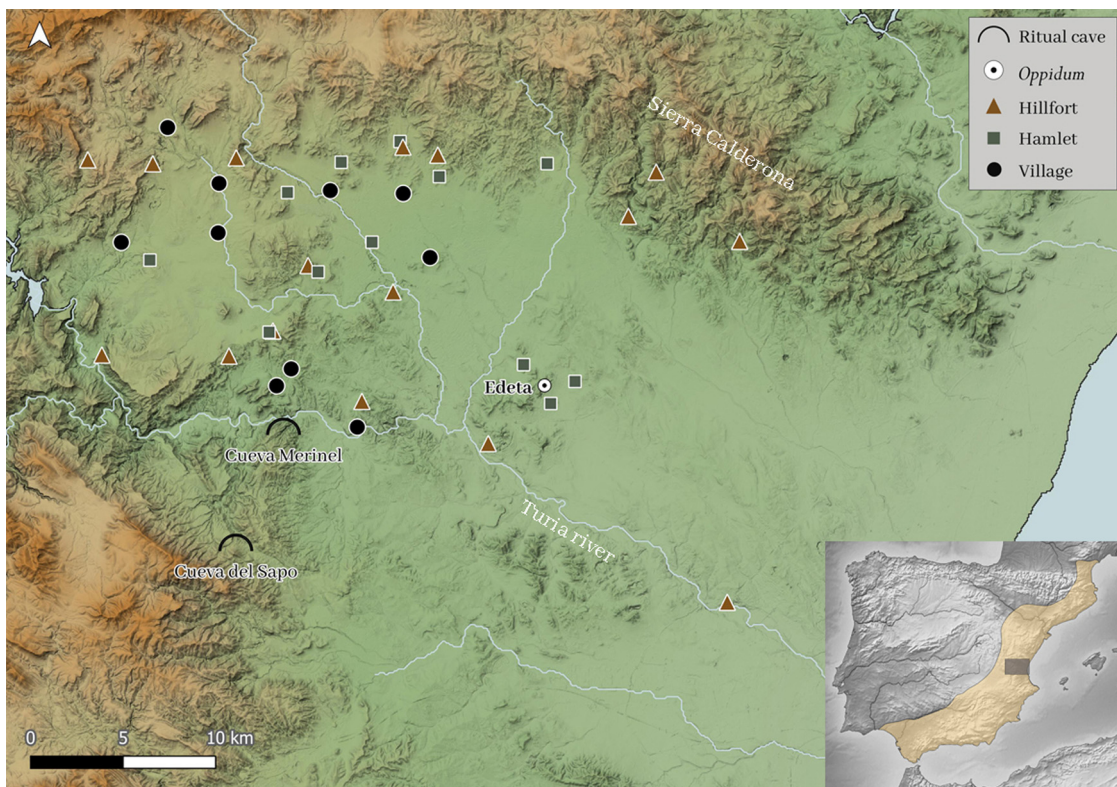 Ritual cave
Oppidum
Hillfort
Hamlet
Village
Sierra Calderona
Edeta
Cueva Merinel
Turia river
Cueva del Sapo
0 5 10 km